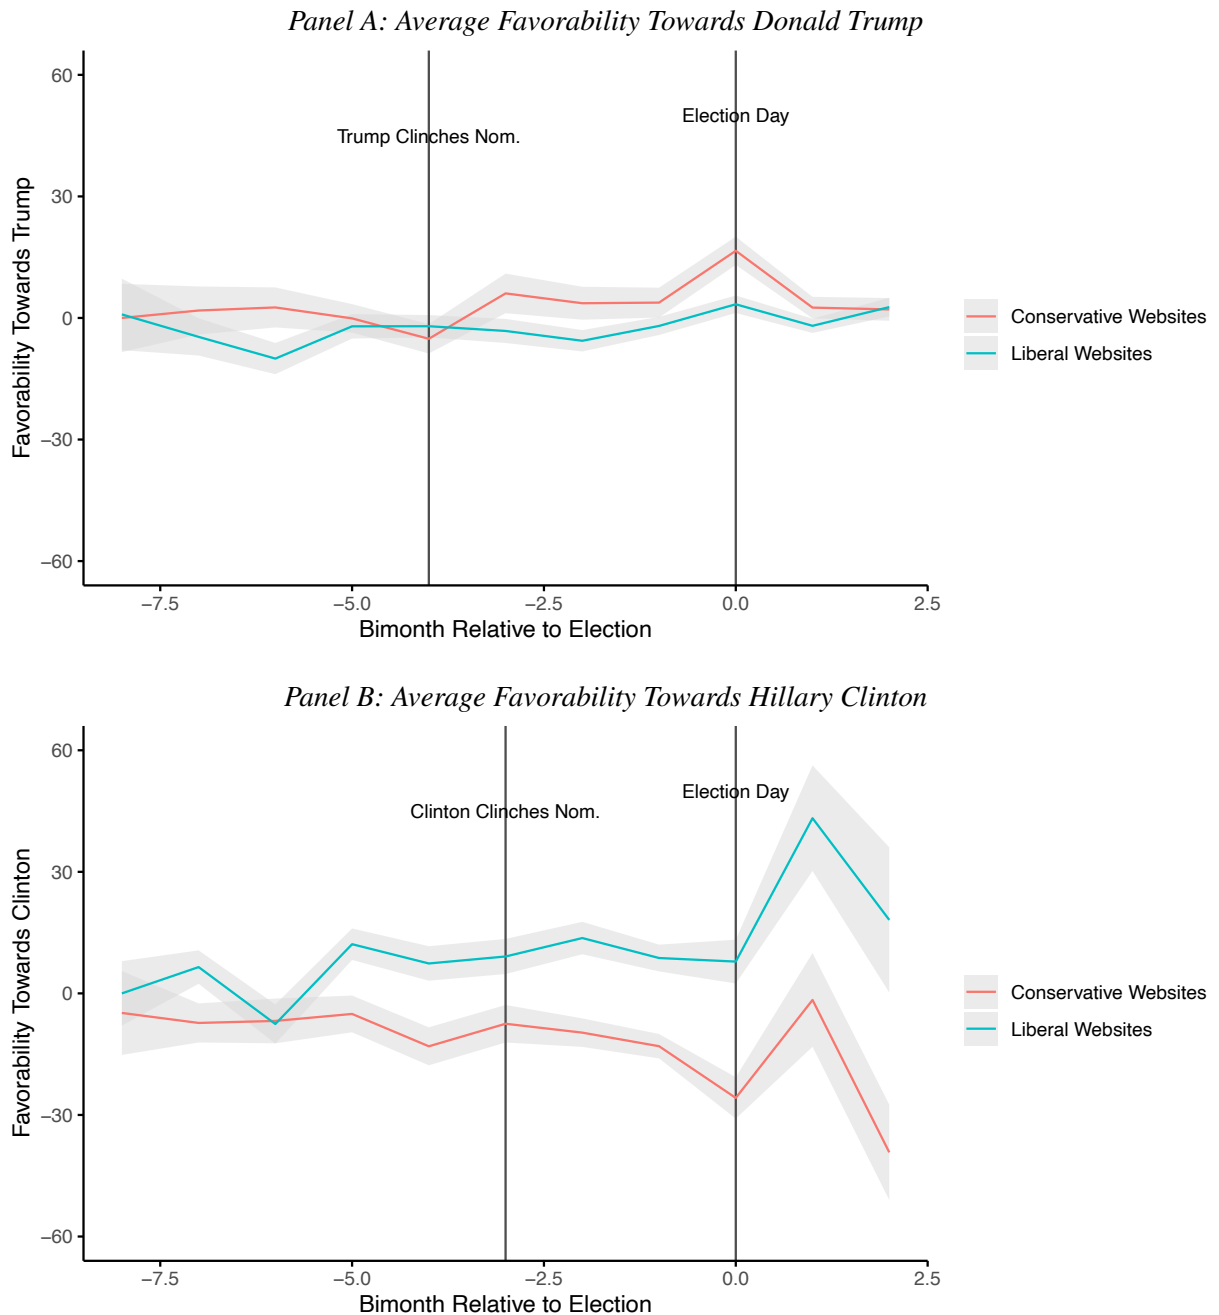 Panel A: Average Favorability Towards Donald Trump
60
30
0
−30
−60
Favorability Towards Trump
Trump Clinches Nom.
Election Day
Conservative Websites
Liberal Websites
−7.5 −5.0 −2.5 0.0 2.5
Bimonth Relative to Election
Panel B: Average Favorability Towards Hillary Clinton
60
30
0
−30
−60
Favorability Towards Clinton
Clinton Clinches Nom.
Election Day
Conservative Websites
Liberal Websites
−7.5 −5.0 −2.5 0.0 2.5
Bimonth Relative to Election